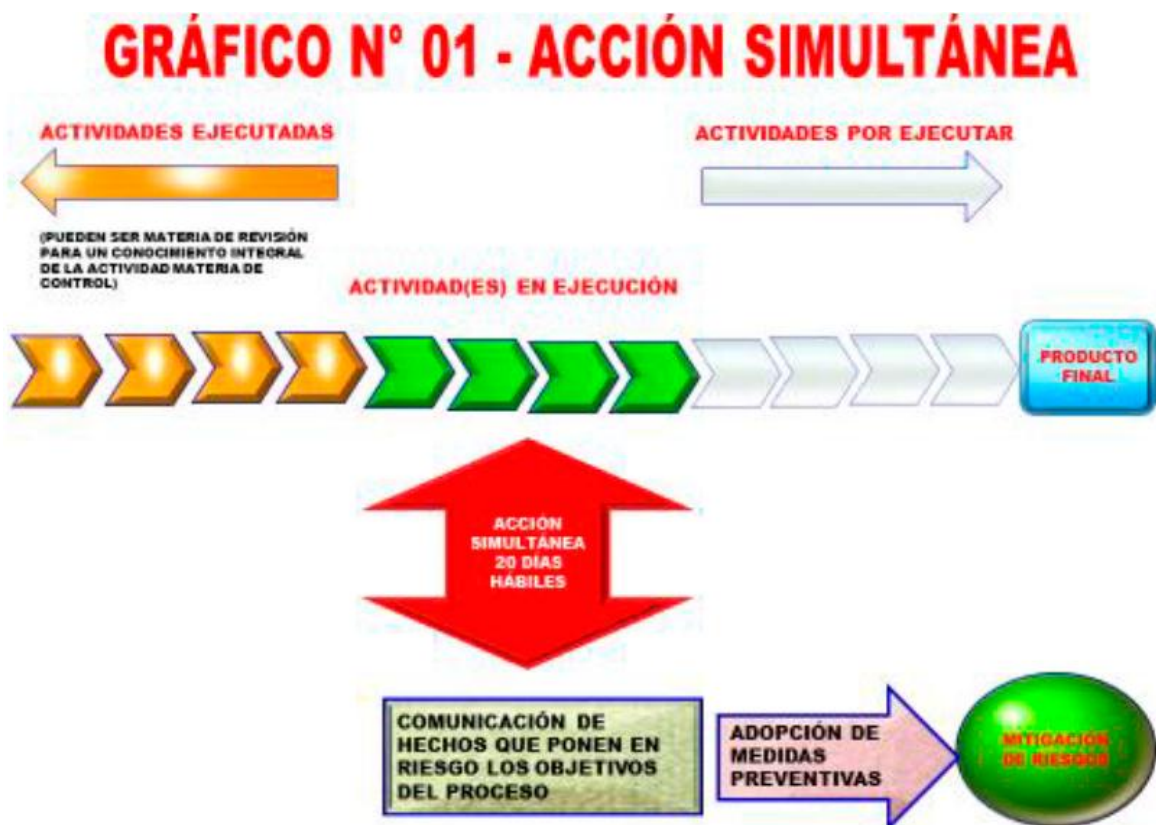 GRÁFICO N° 01 - ACCIÓN SIMULTÁNEA
ACTIVIDADES EJECUTADAS
ACTIVIDADES POR EJECUTAR
(PUEDEN SER MATERIA DE REVISIÓN
PARA UN CONOCIMIENTO INTEGRAL
DE LA ACTIVIDAD MATERIA DE
CONTROL)
ACTIVIDAD(ES) EN EJECUCIÓN
PRODUCTO
FINAL
ACCIÓN
SIMULTÁNEA
20 DÍAS
HÁBILES
COMUNICACIÓN DE
HECHOS QUE PONEN EN
RIESGO LOS OBJETIVOS
DEL PROCESO
ADOPCIÓN DE
MEDIDAS
PREVENTIVAS
MITIGACIÓN
DE RIESGOS